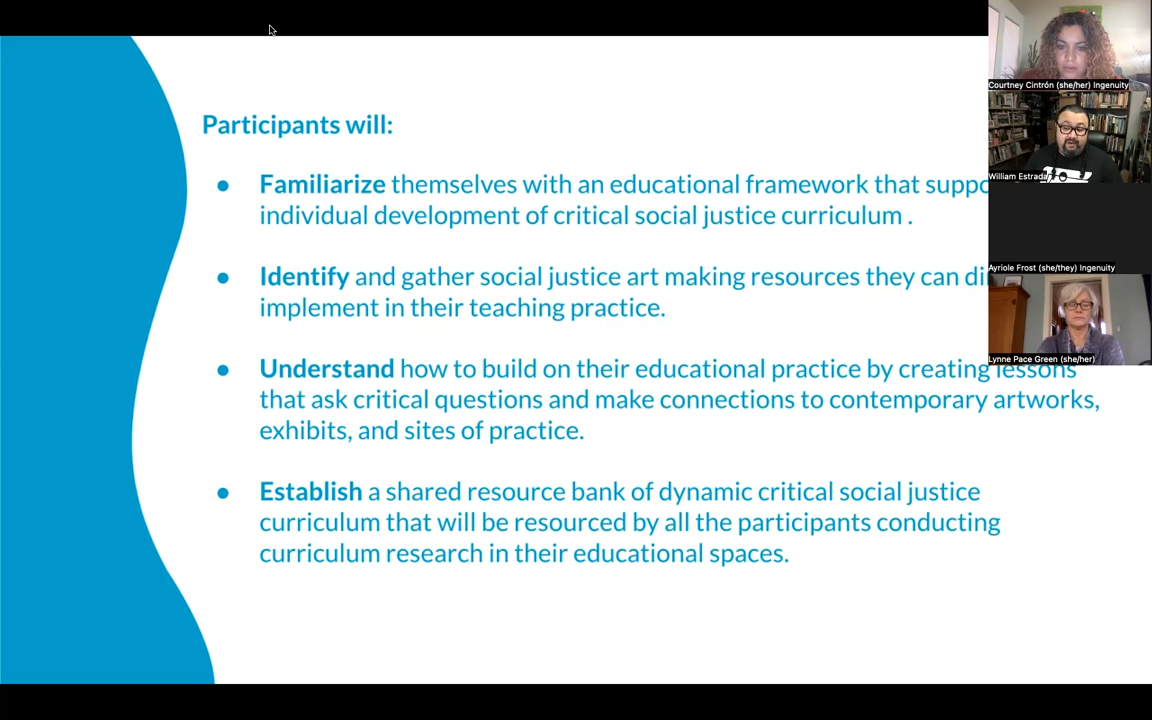 Participants will:
● Familiarize themselves with an educational framework that
individual development of critical social justice curriculum .
● Identify and gather social justice art making resources they can
implement in their teaching practice.
● Understand how to build on their educational practice by creating lessons
that ask critical questions and make connections to contemporary artworks,
exhibits, and sites of practice.
● Establish a shared resource bank of dynamic critical social justice
curriculum that will be resourced by all the participants conducting
curriculum research in their educational spaces.
Courtney Cintrón (she/her) Ingenuity
William Estrada
Ayriole Frost (she/they) Ingenuity
Lynne Pace Green (she/her)